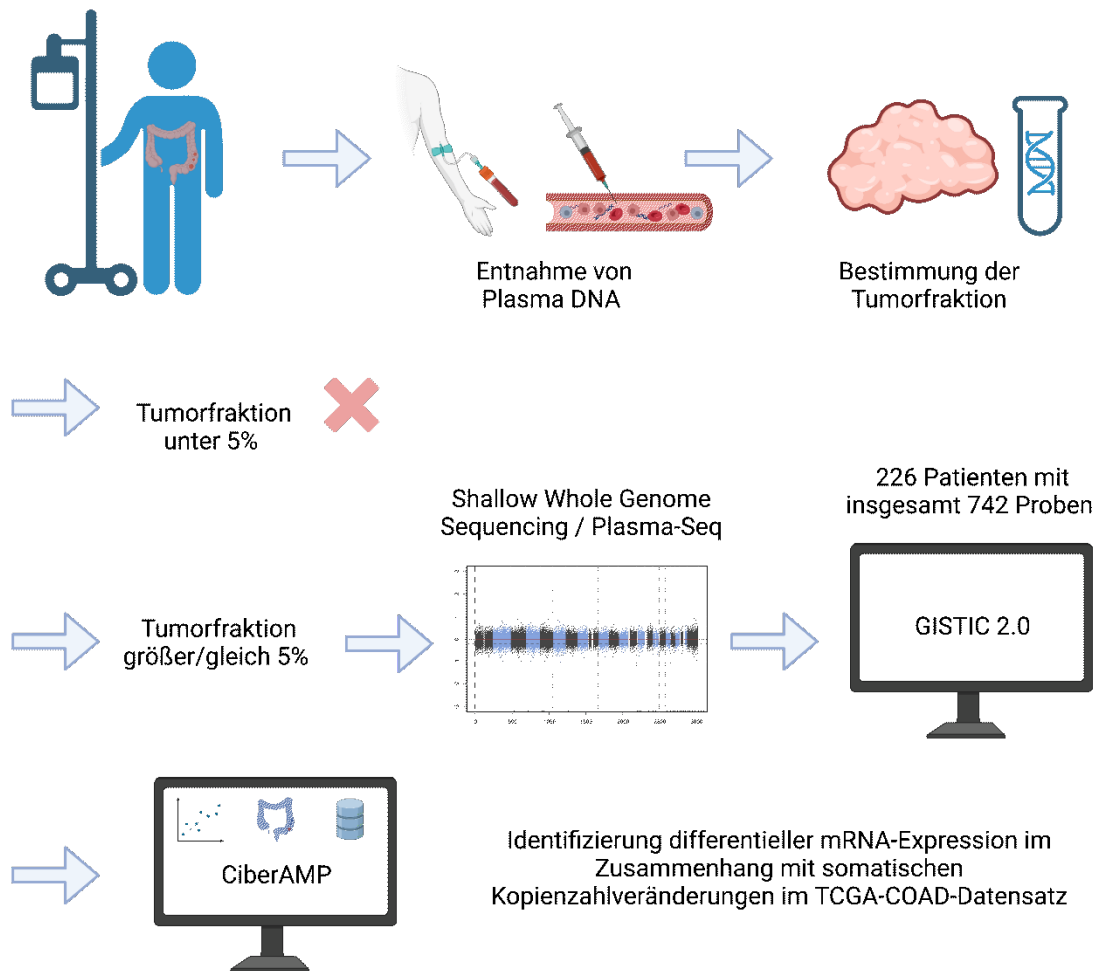 Entnahme von
Plasma DNA
Bestimmung der
Tumorfraktion
Tumorfraktion
unter 5%
226 Patienten mit
insgesamt 742 Proben
Shallow Whole Genome
Sequencing / Plasma-Seq
Tumorfraktion
größer/gleich 5%
GISTIC 2.0
CiberAMP
Identifizierung differentieller mRNA-Expression im
Zusammenhang mit somatischen
Kopienzahlveränderungen im TCGA-COAD-Datensatz